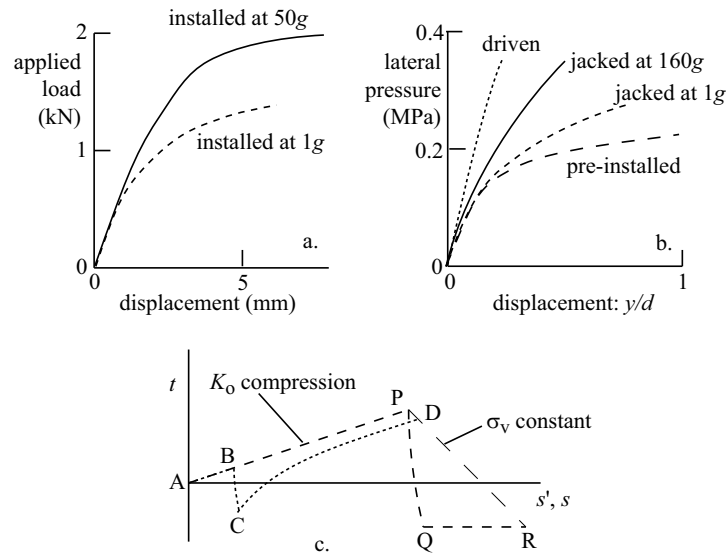 2
applied
load
(kN)
1
0
0
5
displacement (mm)
installed at 50g
installed at 1g
a.
0.4
lateral
pressure
(MPa)
0.2
0
0
1
displacement: y/d
driven
jacked at 160g
jacked at 1g
pre-installed
b.
t
K₀ compression
P
D
σᵥ constant
B
A
C
s', s
Q
R
c.